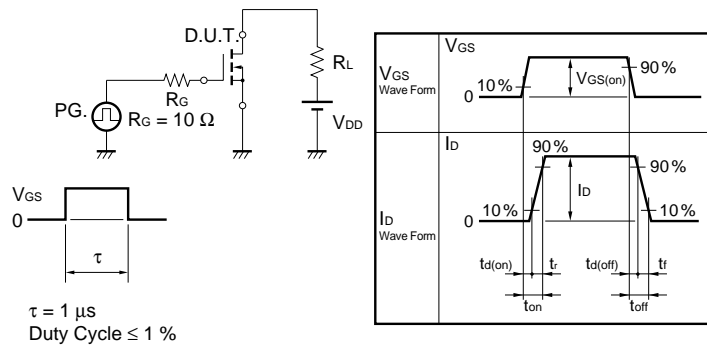 D.U.T.
RL
RG
PG.
RG = 10 Ω
VDD
VGS
0
τ
τ = 1 μs
Duty Cycle ≤ 1 %
VGS
Wave Form
VGS
10 %
0
VGS(on)
90 %
ID
Wave Form
ID
90 %
90 %
ID
10 %
10 %
0
td(on)
tr
td(off)
tf
ton
toff